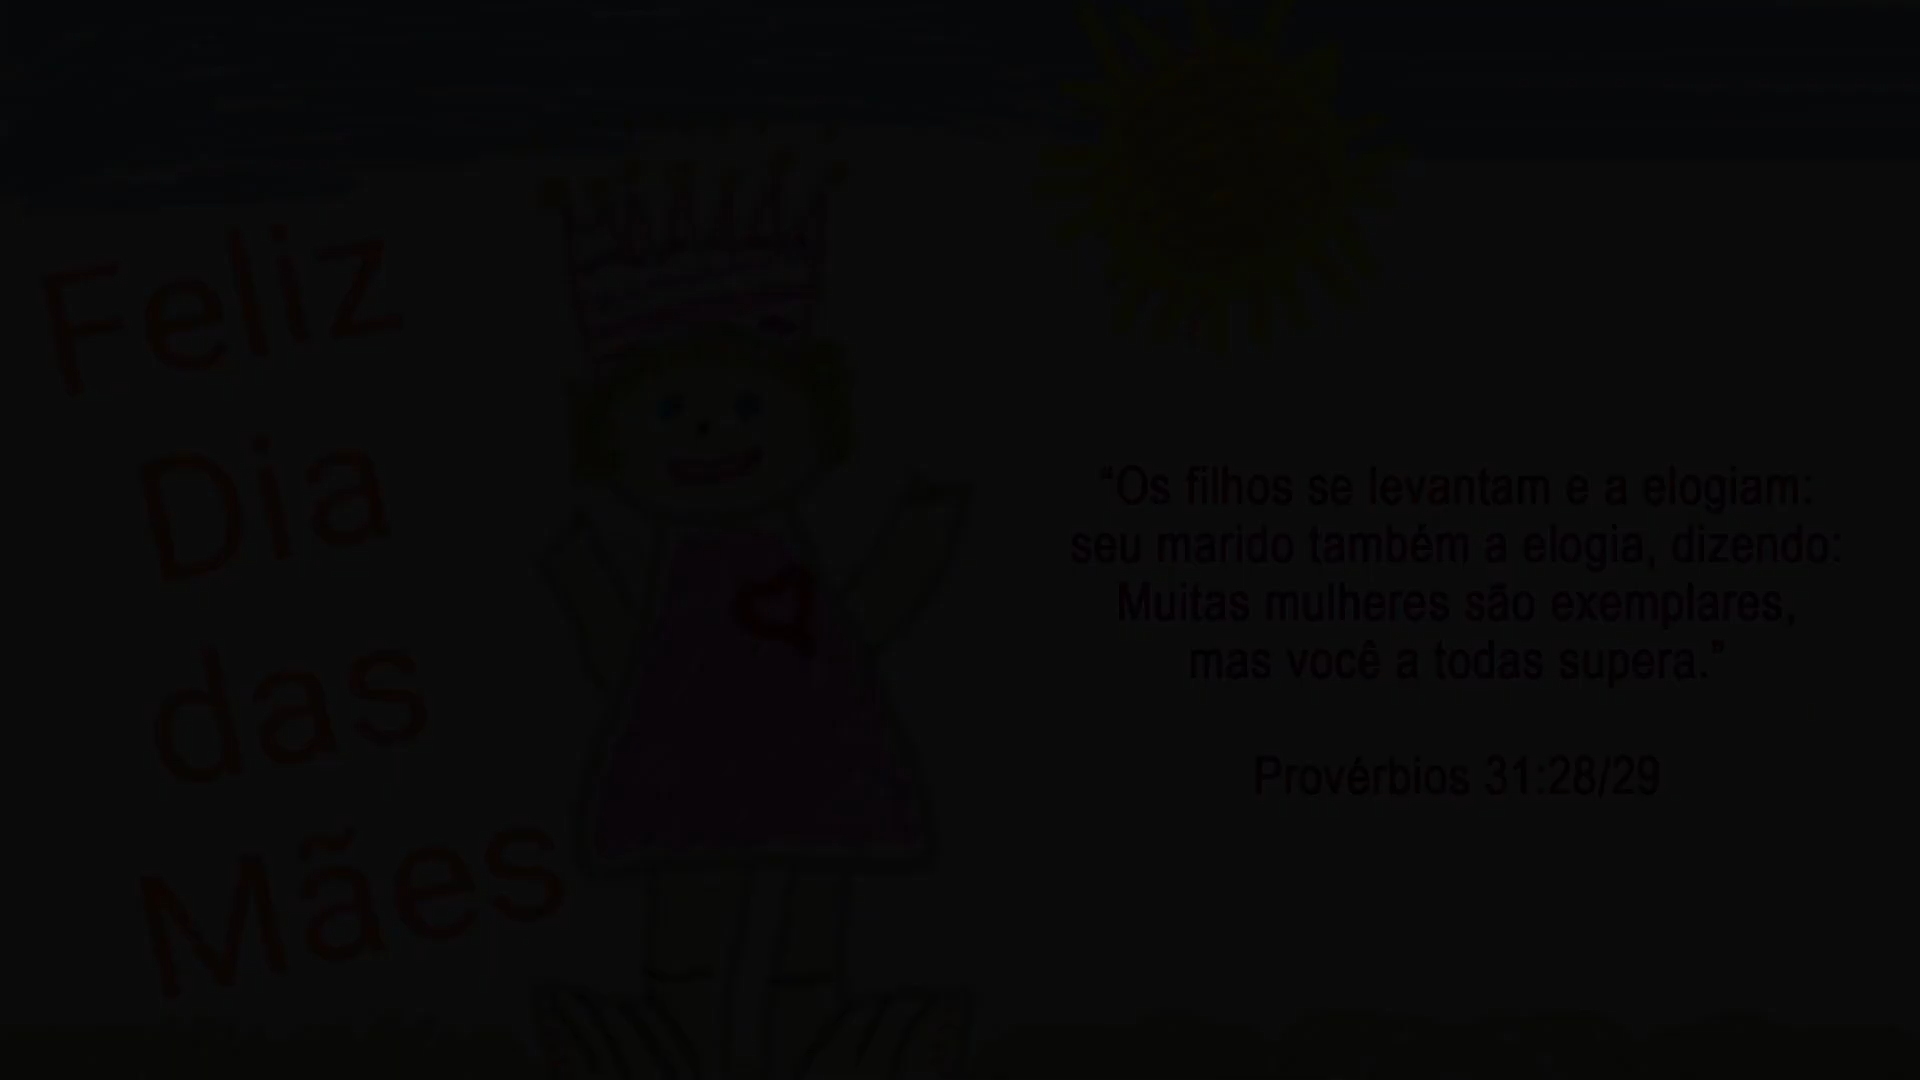 Feliz
Dia
das
Mães
“Os filhos se levantam e a elogiam:
seu marido também a elogia, dizendo:
Muitas mulheres são exemplares,
mas você a todas supera.”
Provérbios 31:28/29